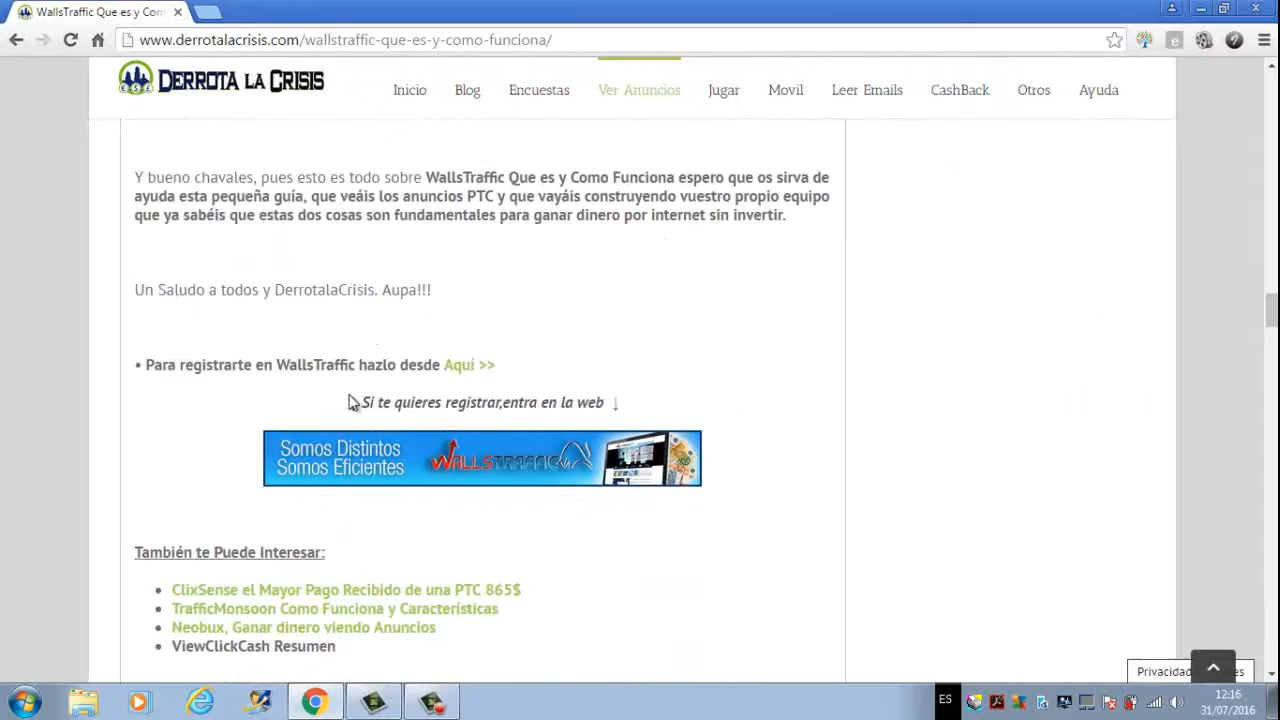 WallsTraffic Que es y Com
www.derrotalacrisis.com/wallstraffic-que-es-y-como-funciona/
DERROTA LA CRISIS
Inicio Blog Encuestas Ver Anuncios Jugar Movil Leer Emails CashBack Otros Ayuda
Y bueno chavales, pues esto es todo sobre WallsTraffic Que es y Como Funciona espero que os sirva de
ayuda esta pequeña guía, que veáis los anuncios PTC y que vayáis construyendo vuestro propio equipo
que ya sabéis que estas dos cosas son fundamentales para ganar dinero por internet sin invertir.
Un Saludo a todos y DerrotalaCrisis. Aupa!!!
• Para registrarte en WallsTraffic hazlo desde Aquí >>
Si te quieres registrar,entra en la web ↓
Somos Distintos
Somos Eficientes
WALLSTRAFFIC
También te Puede Interesar:
• ClixSense el Mayor Pago Recibido de una PTC 865$
• TrafficMonsoon Como Funciona y Características
• Neobux, Ganar dinero viendo Anuncios
• ViewClickCash Resumen
Privacidad
ES
12:16
31/07/2016